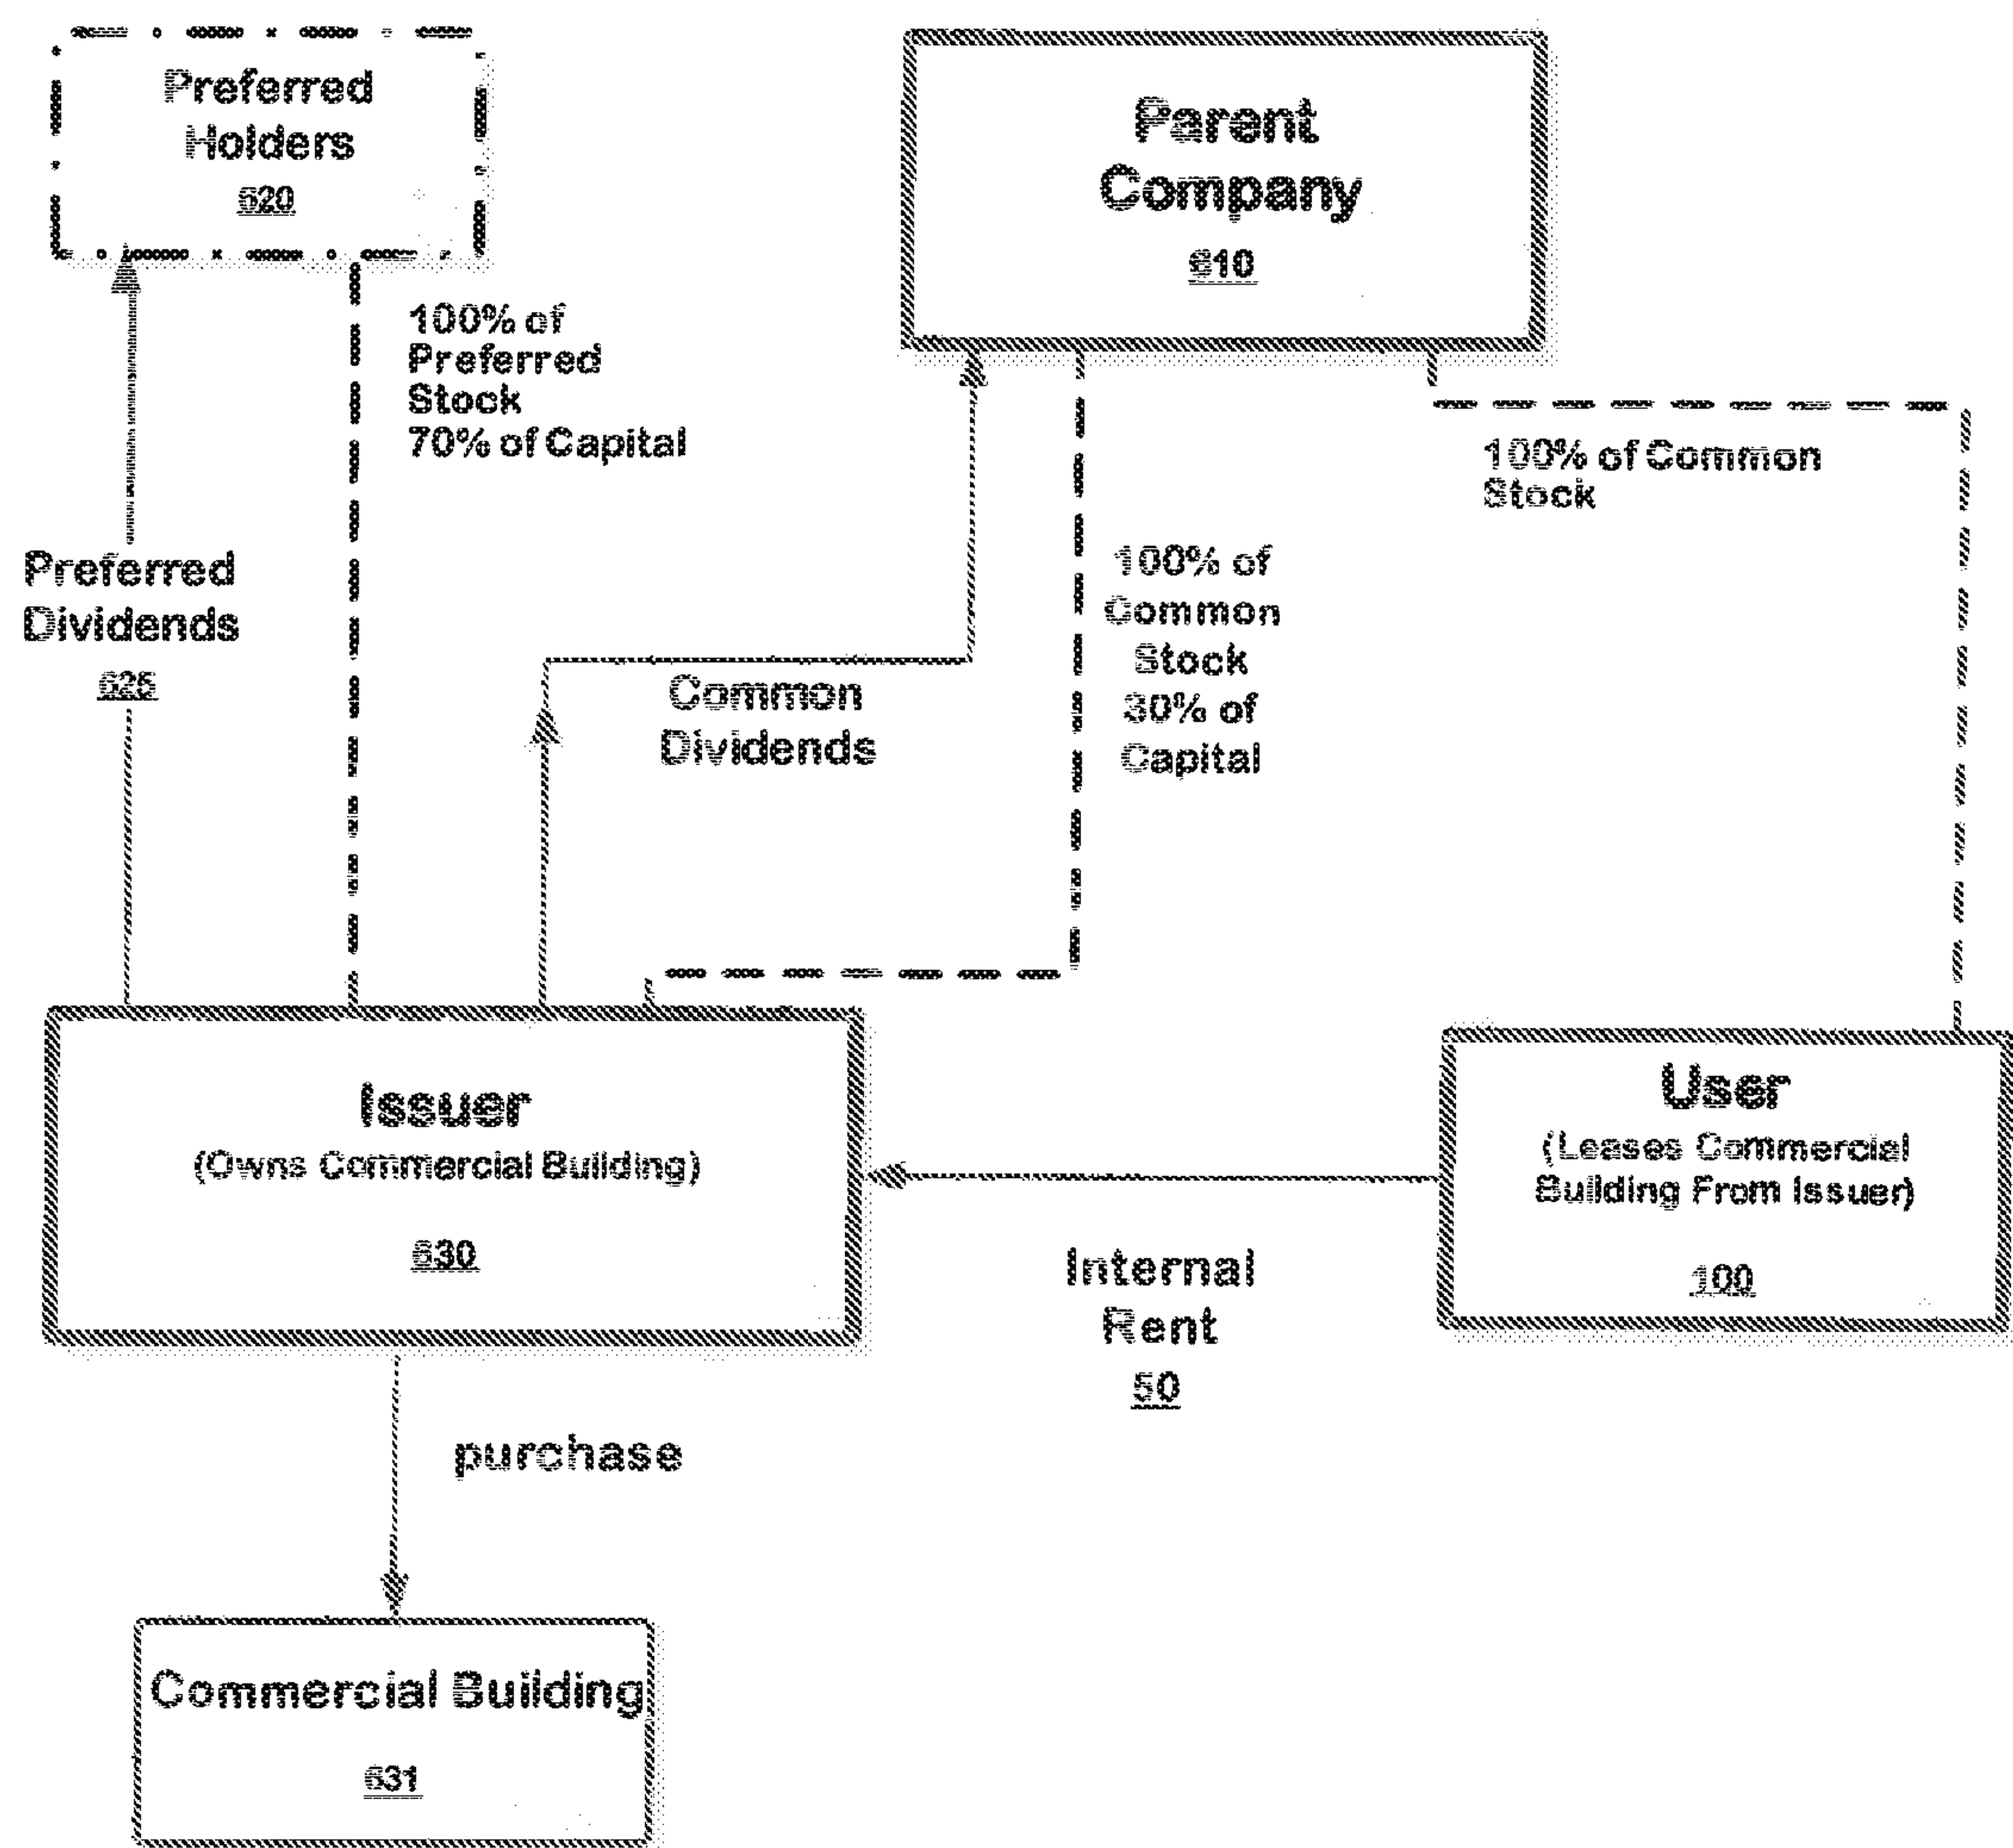 Preferred
Holders
620
Parent
Company
610
100% of
Preferred
Stock
70% of Capital
100% of Common
Stock
Preferred
Dividends
625
100% of
Common
Stock
30% of
Capital
Common
Dividends
Issuer
(Owns Commercial Building)
630
User
(Leases Commercial
Building From Issuer)
100
Internal
Rent
50
purchase
Commercial Building
631